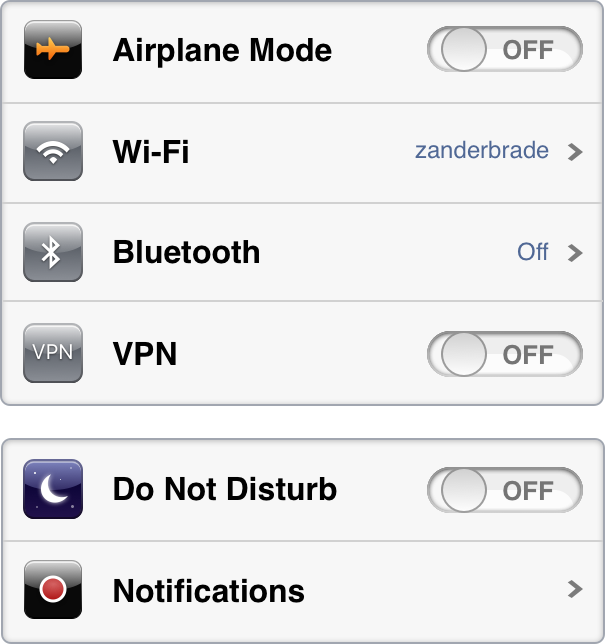 Airplane Mode OFF
Wi-Fi zanderbrade
Bluetooth Off
VPN VPN OFF
Do Not Disturb OFF
Notifications